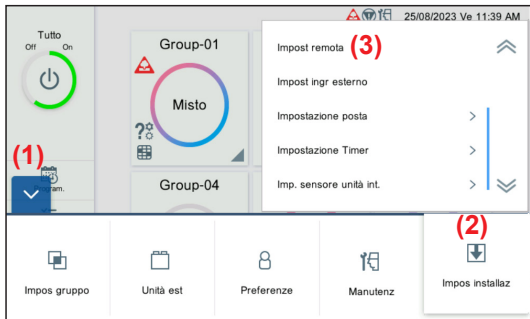 25/08/2023 Ve 11:39 AM
Tutto
Off On
Group-01
Misto
Impost remota (3)
Impost ingr esterno
Impostazione posta
Impostazione Timer
Imp. sensore unità int.
(1)
Program.
Group-04
(2)
Impos gruppo
Unità est
Preferenze
Manutenz
Impos installaz